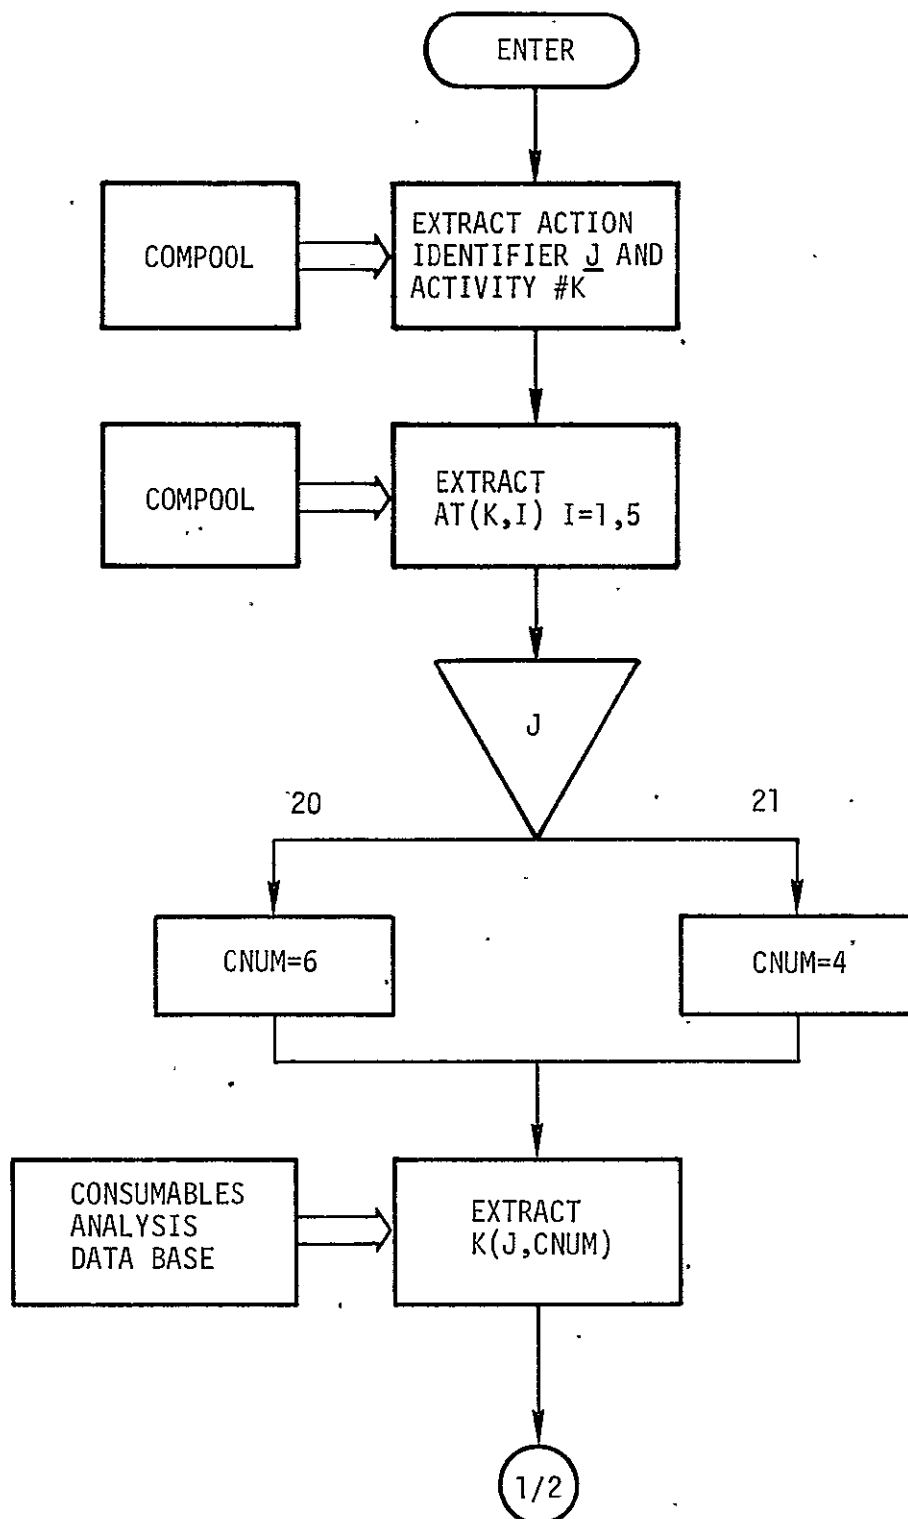 ENTER
COMPOOL
EXTRACT ACTION
IDENTIFIER J AND
ACTIVITY #K
COMPOOL
EXTRACT
AT(K,I) I=1,5
J
20
21
CNUM=6
CNUM=4
CONSUMABLES
ANALYSIS
DATA BASE
EXTRACT
K(J,CNUM)
1/2